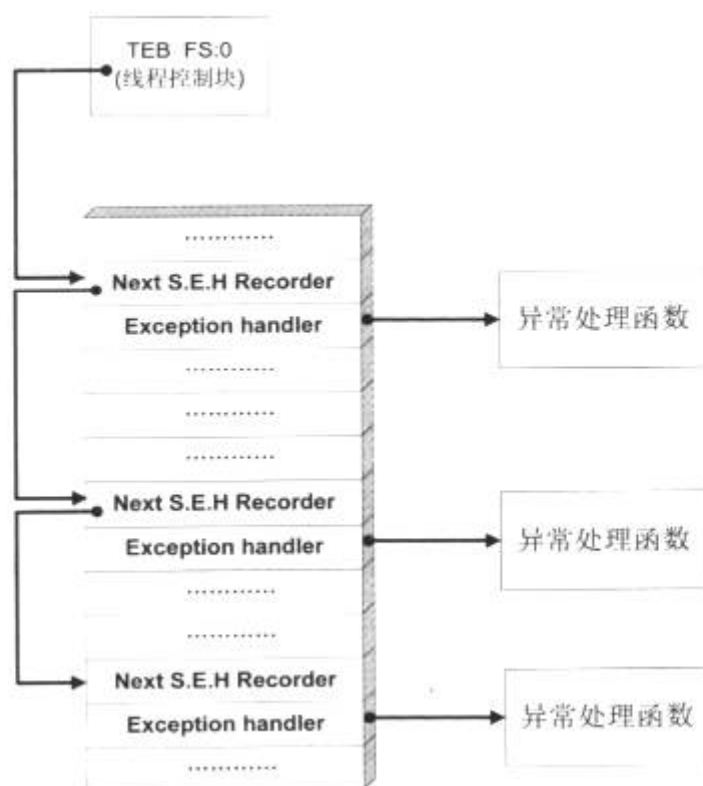 TEB FS:0
(线程控制块)
............
Next S.E.H Recorder
Exception handler
异常处理函数
............
............
............
Next S.E.H Recorder
Exception handler
异常处理函数
............
............
Next S.E.H Recorder
Exception handler
异常处理函数
............